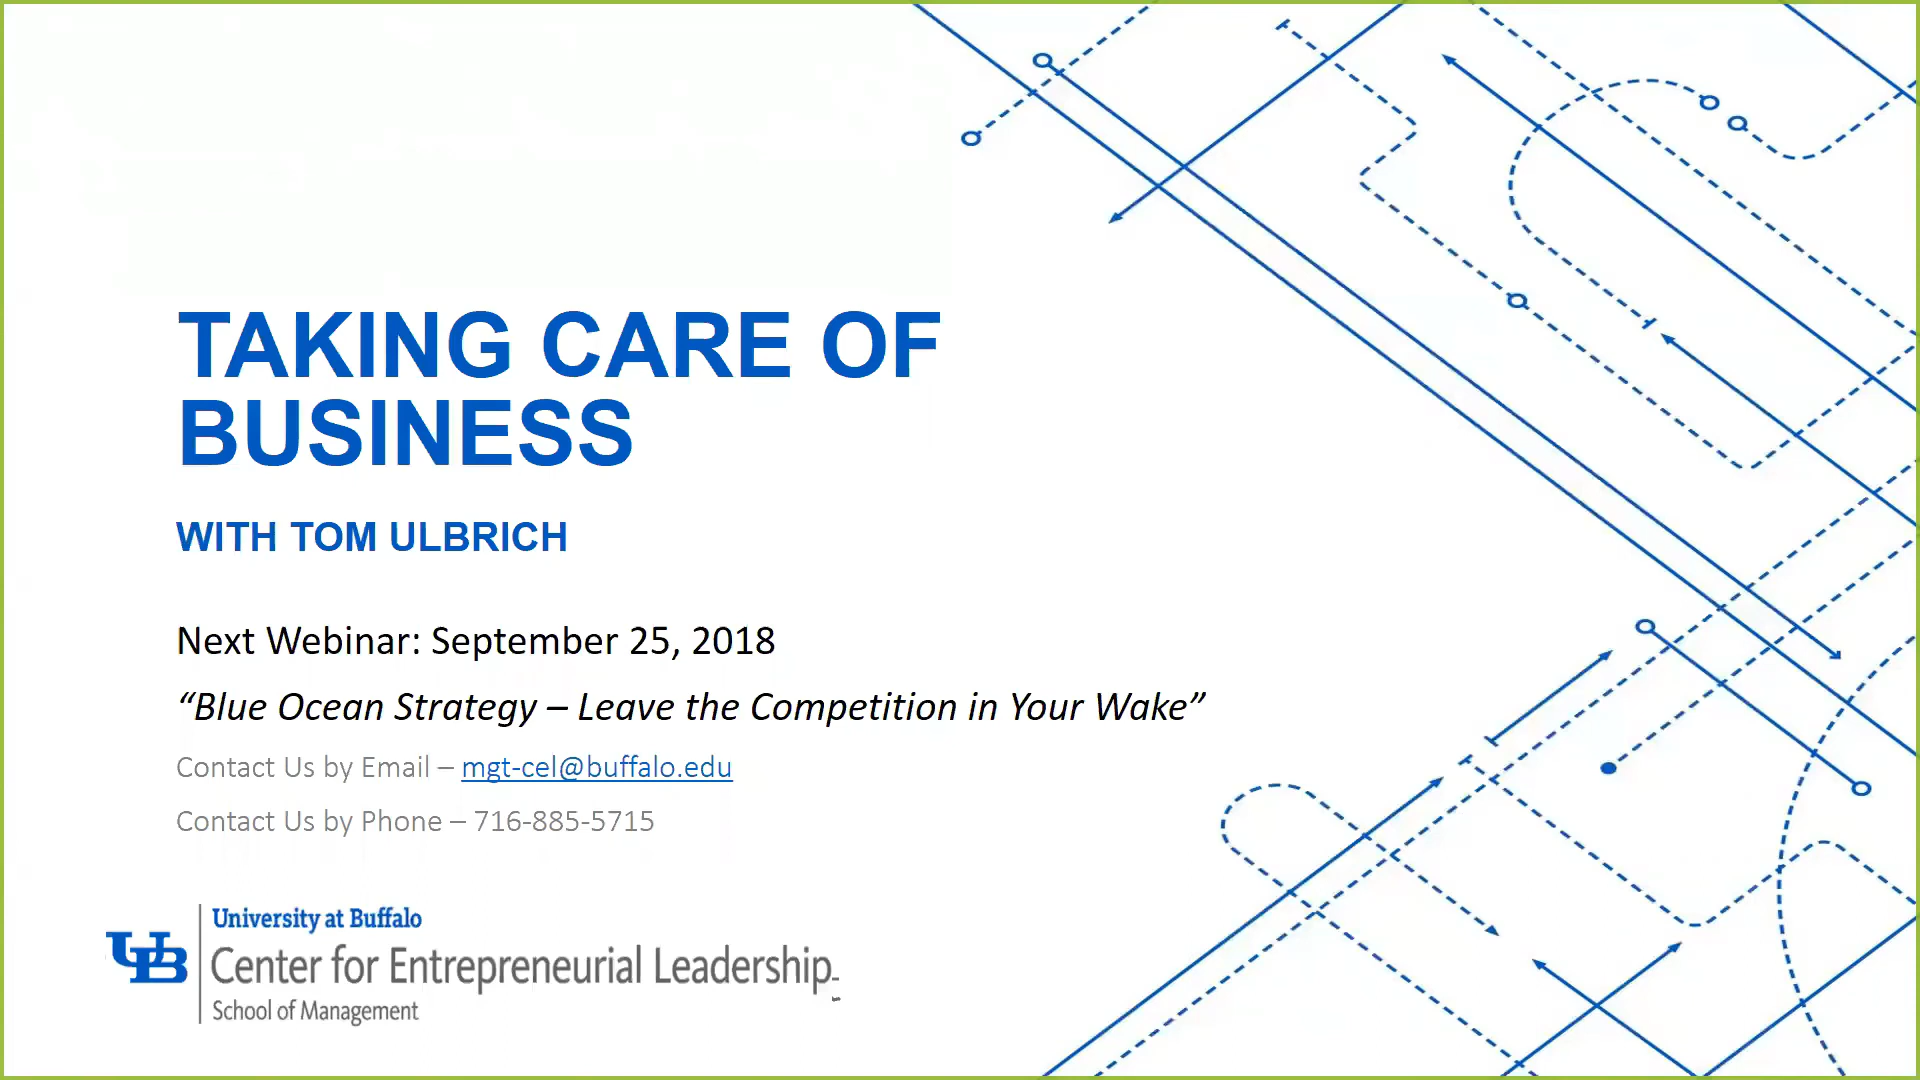 TAKING CARE OF
BUSINESS
WITH TOM ULBRICH
Next Webinar: September 25, 2018
“Blue Ocean Strategy – Leave the Competition in Your Wake”
Contact Us by Email – mgt-cel@buffalo.edu
Contact Us by Phone – 716-885-5715
UB
University at Buffalo
Center for Entrepreneurial Leadership
School of Management